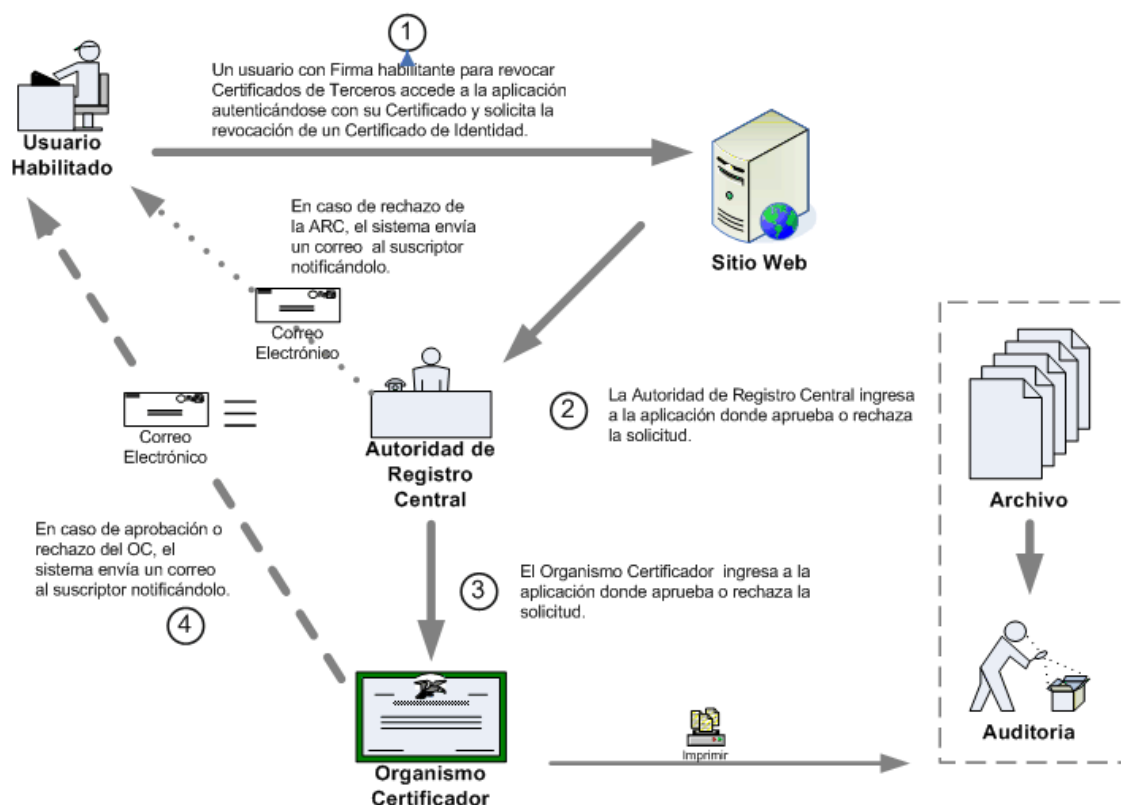 1
Un usuario con Firma habilitante para revocar
Certificados de Terceros accede a la aplicación
autenticándose con su Certificado y solicita la
revocación de un Certificado de Identidad.
Usuario
Habilitado
Sitio Web
En caso de rechazo de
la ARC, el sistema envía
un correo al suscriptor
notificándolo.
Correo
Electrónico
2
La Autoridad de Registro Central ingresa
a la aplicación donde aprueba o rechaza
la solicitud.
Autoridad de
Registro
Central
Correo
Electrónico
Archivo
En caso de aprobación o
rechazo del OC, el
sistema envía un correo
al suscriptor notificándolo.
4
3
El Organismo Certificador ingresa a la
aplicación donde aprueba o rechaza la
solicitud.
Auditoria
Imprimir
Organismo
Certificador